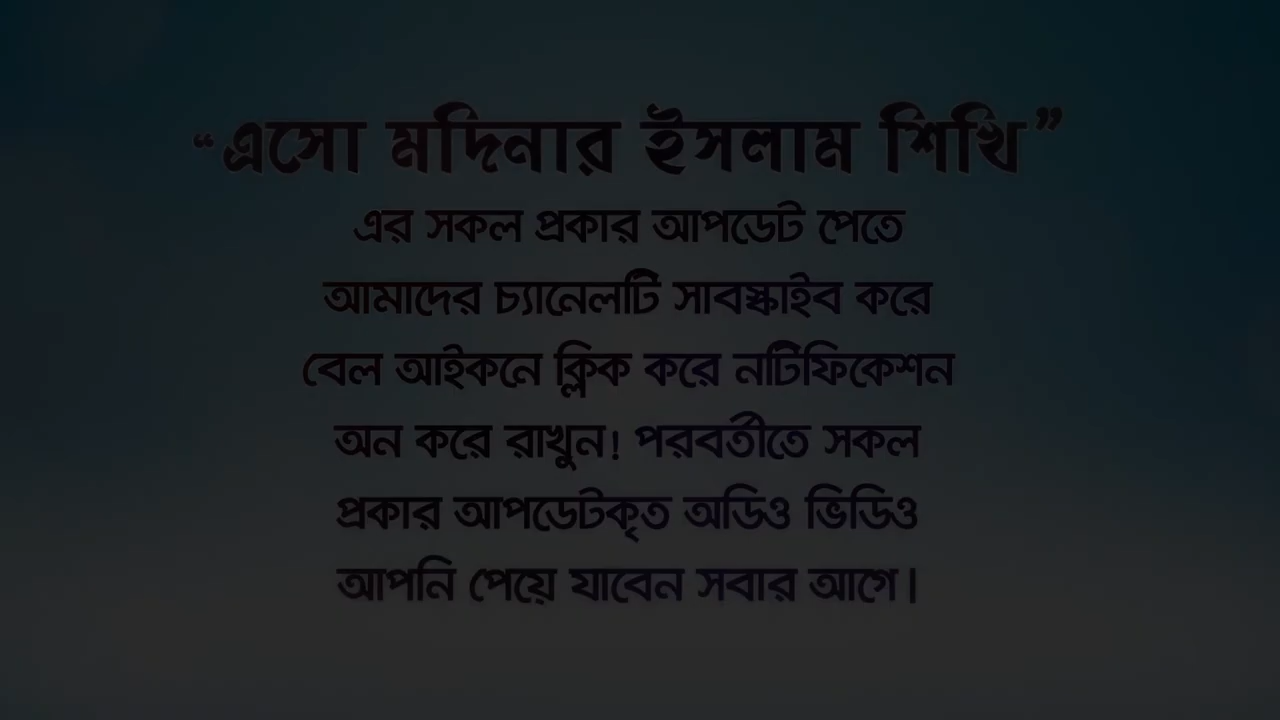 “এসো মদিনার ইসলাম শিখি”
এর সকল প্রকার আপডেট পেতে
আমাদের চ্যানেলটি সাবস্ক্রাইব করে
বেল আইকনে ক্লিক করে নটিফিকেশন
অন করে রাখুন! পরবর্তীতে সকল
প্রকার আপডেটকৃত অডিও ভিডিও
আপনি পেয়ে যাবেন সবার আগে।